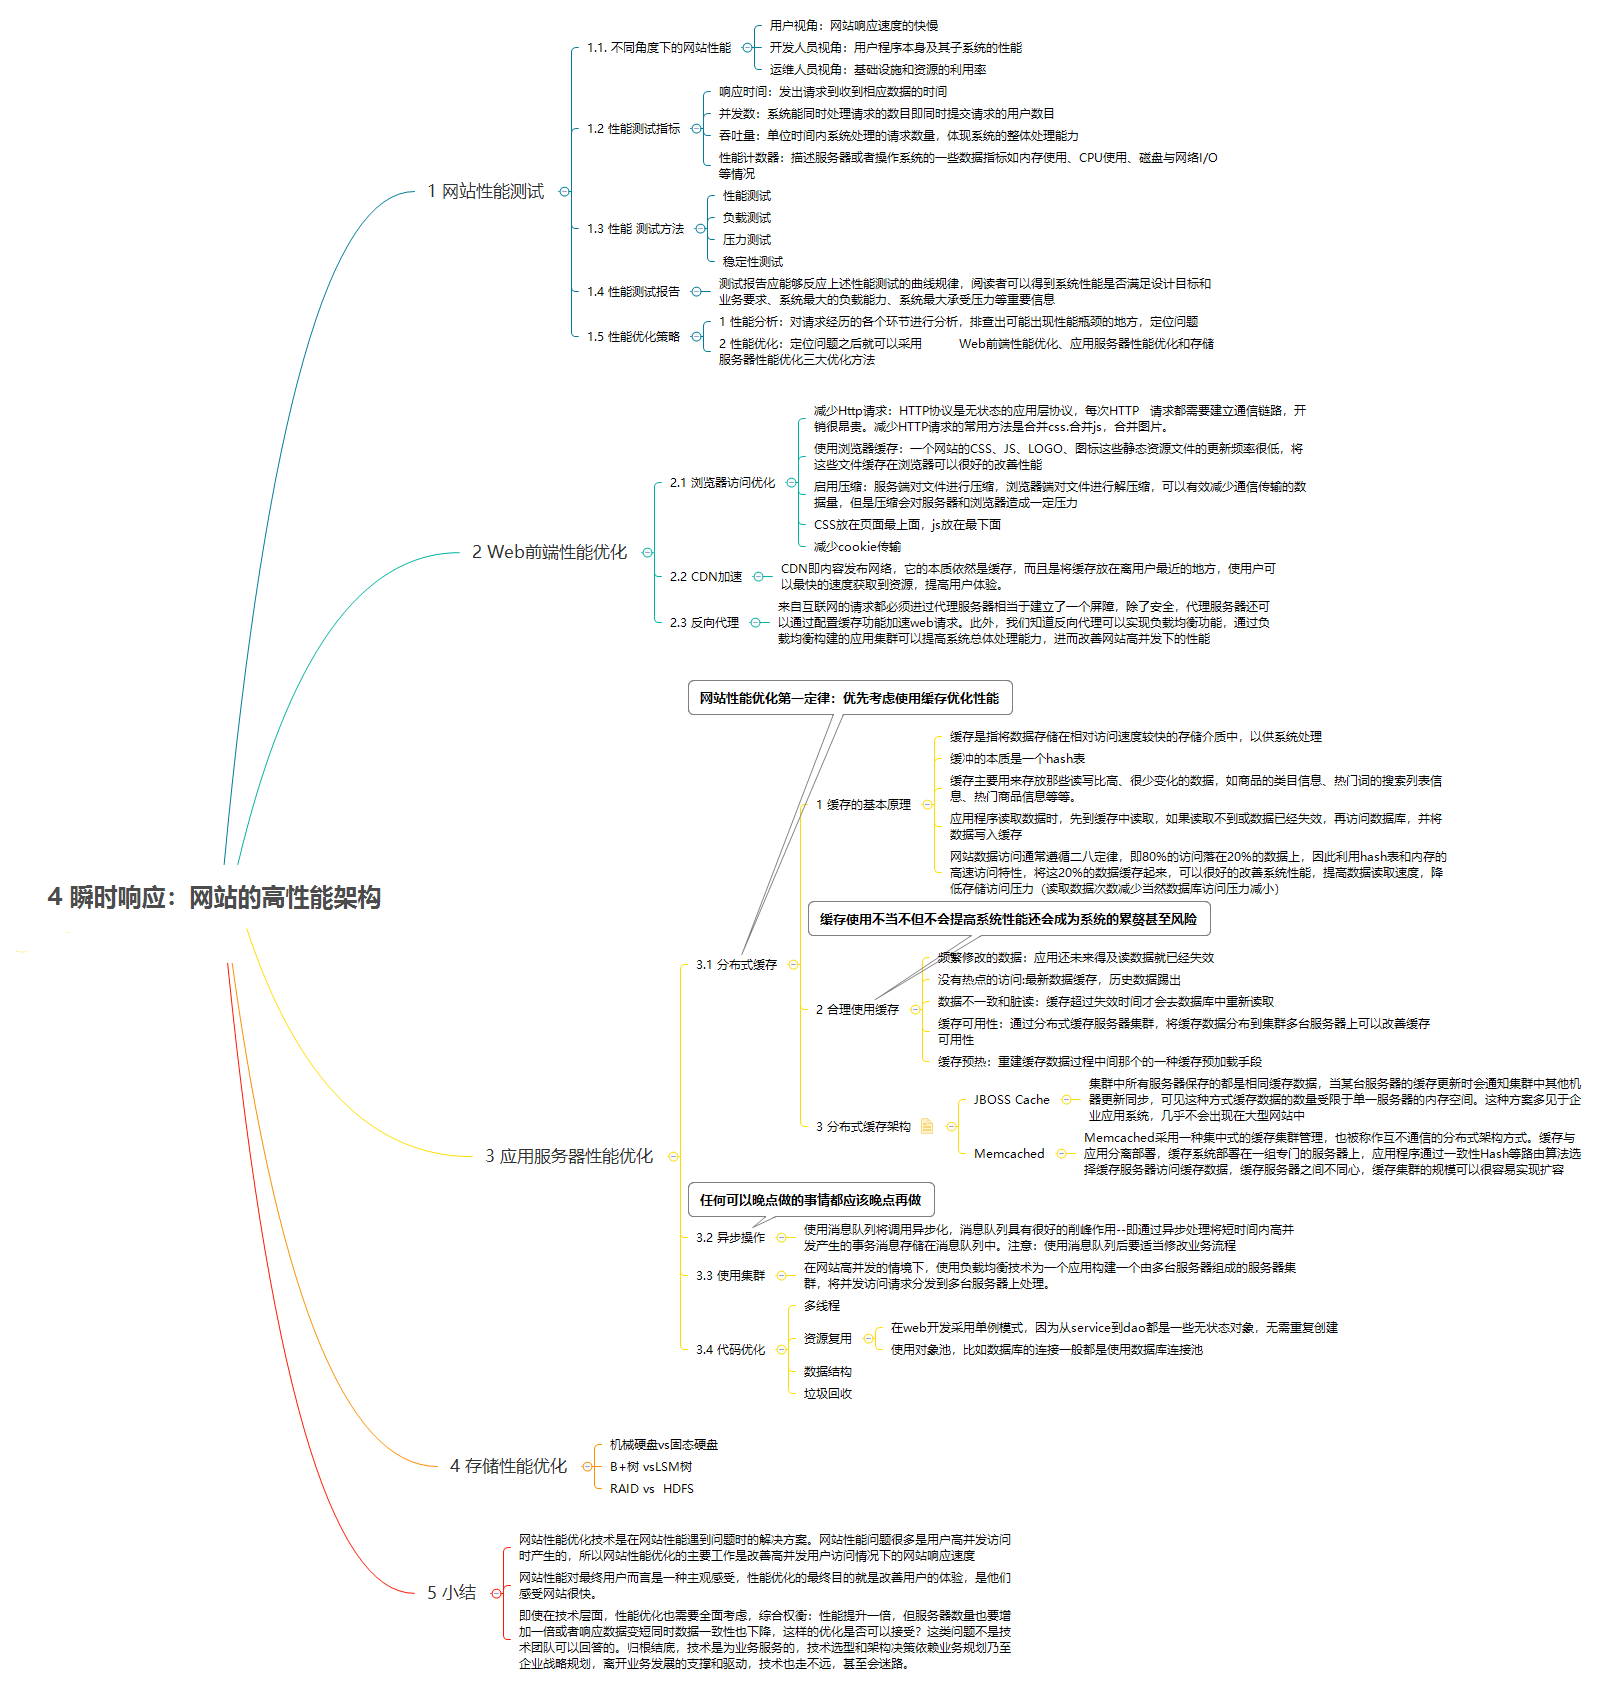 4 瞬时响应：网站的高性能架构
1 网站性能测试
1.1. 不同角度下的网站性能
用户视角：网站响应速度的快慢
开发人员视角：用户程序本身及其子系统的性能
运维人员视角：基础设施和资源的利用率
1.2 性能测试指标
响应时间：发出请求到收到相应数据的时间
并发数：系统能同时处理请求的数目即同时提交请求的用户数目
吞吐量：单位时间内系统处理的请求数量，体现系统的整体处理能力
性能计数器：描述服务器或者操作系统的一些数据指标如内存使用、CPU使用、磁盘与网络I/O
等情况
1.3 性能 测试方法
性能测试
负载测试
压力测试
稳定性测试
1.4 性能测试报告
测试报告应能够反应上述性能测试的曲线规律，阅读者可以得到系统性能是否满足设计目标和
业务要求、系统最大的负载能力、系统最大承受压力等重要信息
1.5 性能优化策略
1 性能分析：对请求经历的各个环节进行分析，排查出可能出现性能瓶颈的地方，定位问题
2 性能优化：定位问题之后就可以采用 Web前端性能优化、应用服务器性能优化和存储
服务器性能优化三大优化方法
2 Web前端性能优化
2.1 浏览器访问优化
减少Http请求：HTTP协议是无状态的应用层协议，每次HTTP 请求都需要建立通信链路，开
销很昂贵。减少HTTP请求的常用方法是合并css.合并js，合并图片。
使用浏览器缓存：一个网站的CSS、JS、LOGO、图标这些静态资源文件的更新频率很低，将
这些文件缓存在浏览器可以很好的改善性能
启用压缩：服务端对文件进行压缩，浏览器端对文件进行解压缩，可以有效减少通信传输的数
据量，但是压缩会对服务器和浏览器造成一定压力
CSS放在页面最上面，js放在最下面
减少cookie传输
2.2 CDN加速
CDN即内容发布网络，它的本质依然是缓存，而且是将缓存放在离用户最近的地方，使用户可
以最快的速度获取到资源，提高用户体验。
2.3 反向代理
来自互联网的请求都必须进过代理服务器相当于建立了一个屏障，除了安全，代理服务器还可
以通过配置缓存功能加速web请求。此外，我们知道反向代理可以实现负载均衡功能，通过负
载均衡构建的应用集群可以提高系统总体处理能力，进而改善网站高并发下的性能
3 应用服务器性能优化
网站性能优化第一定律：优先考虑使用缓存优化性能
3.1 分布式缓存
1 缓存的基本原理
缓存是指将数据存储在相对访问速度较快的存储介质中，以供系统处理
缓冲的本质是一个hash表
缓存主要用来存放那些读写比高、很少变化的数据，如商品的类目信息、热门词的搜索列表信
息、热门商品信息等等。
应用程序读取数据时，先到缓存中读取，如果读取不到或数据已经失效，再访问数据库，并将
数据写入缓存
网站数据访问通常遵循二八定律，即80%的访问落在20%的数据上，因此利用hash表和内存的
高速访问特性，将这20%的数据缓存起来，可以很好的改善系统性能，提高数据读取速度，降
低存储访问压力（读取数据次数减少当然数据库访问压力减小）
缓存使用不当不但不会提高系统性能还会成为系统的累赘甚至风险
2 合理使用缓存
频繁修改的数据：应用还未来得及读数据就已经失效
没有热点的访问:最新数据缓存，历史数据踢出
数据不一致和脏读：缓存超过失效时间才会去数据库中重新读取
缓存可用性：通过分布式缓存服务器集群，将缓存数据分布到集群多台服务器上可以改善缓存
可用性
缓存预热：重建缓存数据过程中间那个的一种缓存预加载手段
3 分布式缓存架构
JBOSS Cache
集群中所有服务器保存的都是相同缓存数据，当某台服务器的缓存更新时会通知集群中其他机
器更新同步，可见这种方式缓存数据的数量受限于单一服务器的内存空间。这种方案多见于企
业应用系统，几乎不会出现在大型网站中
Memcached
Memcached采用一种集中式的缓存集群管理，也被称作互不通信的分布式架构方式。缓存与
应用分离部署，缓存系统部署在一组专门的服务器上，应用程序通过一致性Hash等路由算法选
择缓存服务器访问缓存数据，缓存服务器之间不同心，缓存集群的规模可以很容易实现扩容
任何可以晚点做的事情都应该晚点再做
3.2 异步操作
使用消息队列将调用异步化，消息队列具有很好的削峰作用--即通过异步处理将短时间内高并
发产生的事务消息存储在消息队列中。注意：使用消息队列后要适当修改业务流程
3.3 使用集群
在网站高并发的情境下，使用负载均衡技术为一个应用构建一个由多台服务器组成的服务器集
群，将并发访问请求分发到多台服务器上处理。
3.4 代码优化
多线程
资源复用
在web开发采用单例模式，因为从service到dao都是一些无状态对象，无需重复创建
使用对象池，比如数据库的连接一般都是使用数据库连接池
数据结构
垃圾回收
4 存储性能优化
机械硬盘vs固态硬盘
B+树 vsLSM树
RAID vs HDFS
5 小结
网站性能优化技术是在网站性能遇到问题时的解决方案。网站性能问题很多是用户高并发访问
时产生的，所以网站性能优化的主要工作是改善高并发用户访问情况下的网站响应速度
网站性能对最终用户而言是一种主观感受，性能优化的最终目的就是改善用户的体验，是他们
感受网站很快。
即使在技术层面，性能优化也需要全面考虑，综合权衡：性能提升一倍，但服务器数量也要增
加一倍或者响应数据变短同时数据一致性也下降，这样的优化是否可以接受？这类问题不是技
术团队可以回答的。归根结底，技术是为业务服务的，技术选型和架构决策依赖业务规划乃至
企业战略规划，离开业务发展的支撑和驱动，技术也走不远，甚至会迷路。